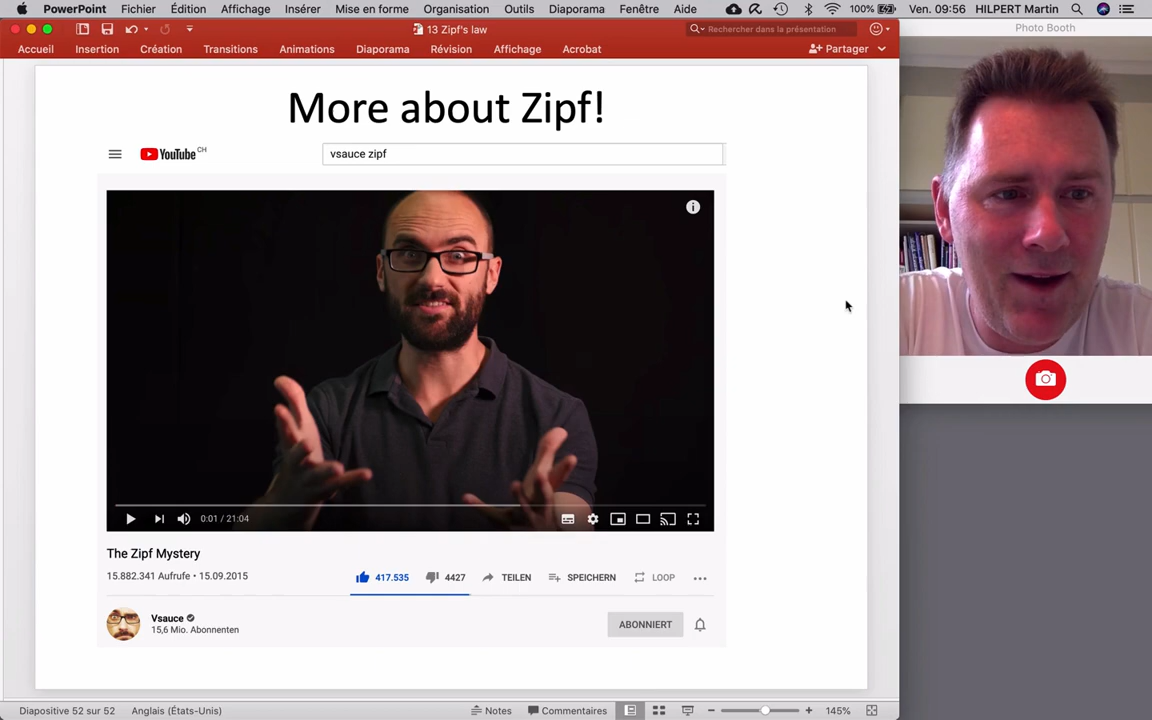 PowerPoint Fichier Édition Affichage Insérer Mise en forme Organisation Outils Diaporama Fenêtre Aide 100% Ven. 09:56 HILPERT Martin
13 Zipf's law
Rechercher dans la présentation
Accueil Insertion Création Transitions Animations Diaporama Révision Affichage Acrobat Partager
Photo Booth
More about Zipf!
YouTube CH
vsauce zipf
0:01 / 21:04
The Zipf Mystery
15.882.341 Aufrufe • 15.09.2015
417.535 4427 TEILEN SPEICHERN LOOP
Vsauce
15,6 Mio. Abonnenten
ABONNIERT
Diapositive 52 sur 52 Anglais (États-Unis) Notes Commentaires 145%